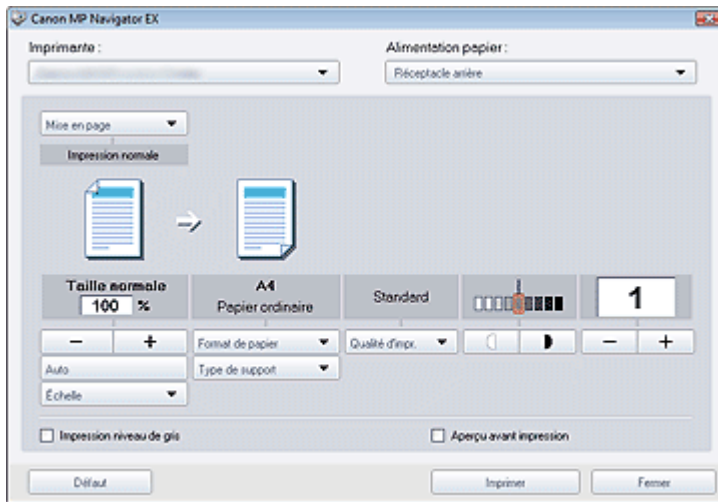 Canon MP Navigator EX
Imprimante :
Alimentation papier :
Réceptacle arrière
Mise en page
Impression normale
Taille normale
100 %
A4
Papier ordinaire
Standard
1
Format de papier
Qualité d'impr.
Auto
Type de support
Échelle
Impression niveau de gris
Aperçu avant impression
Défaut
Imprimer
Fermer